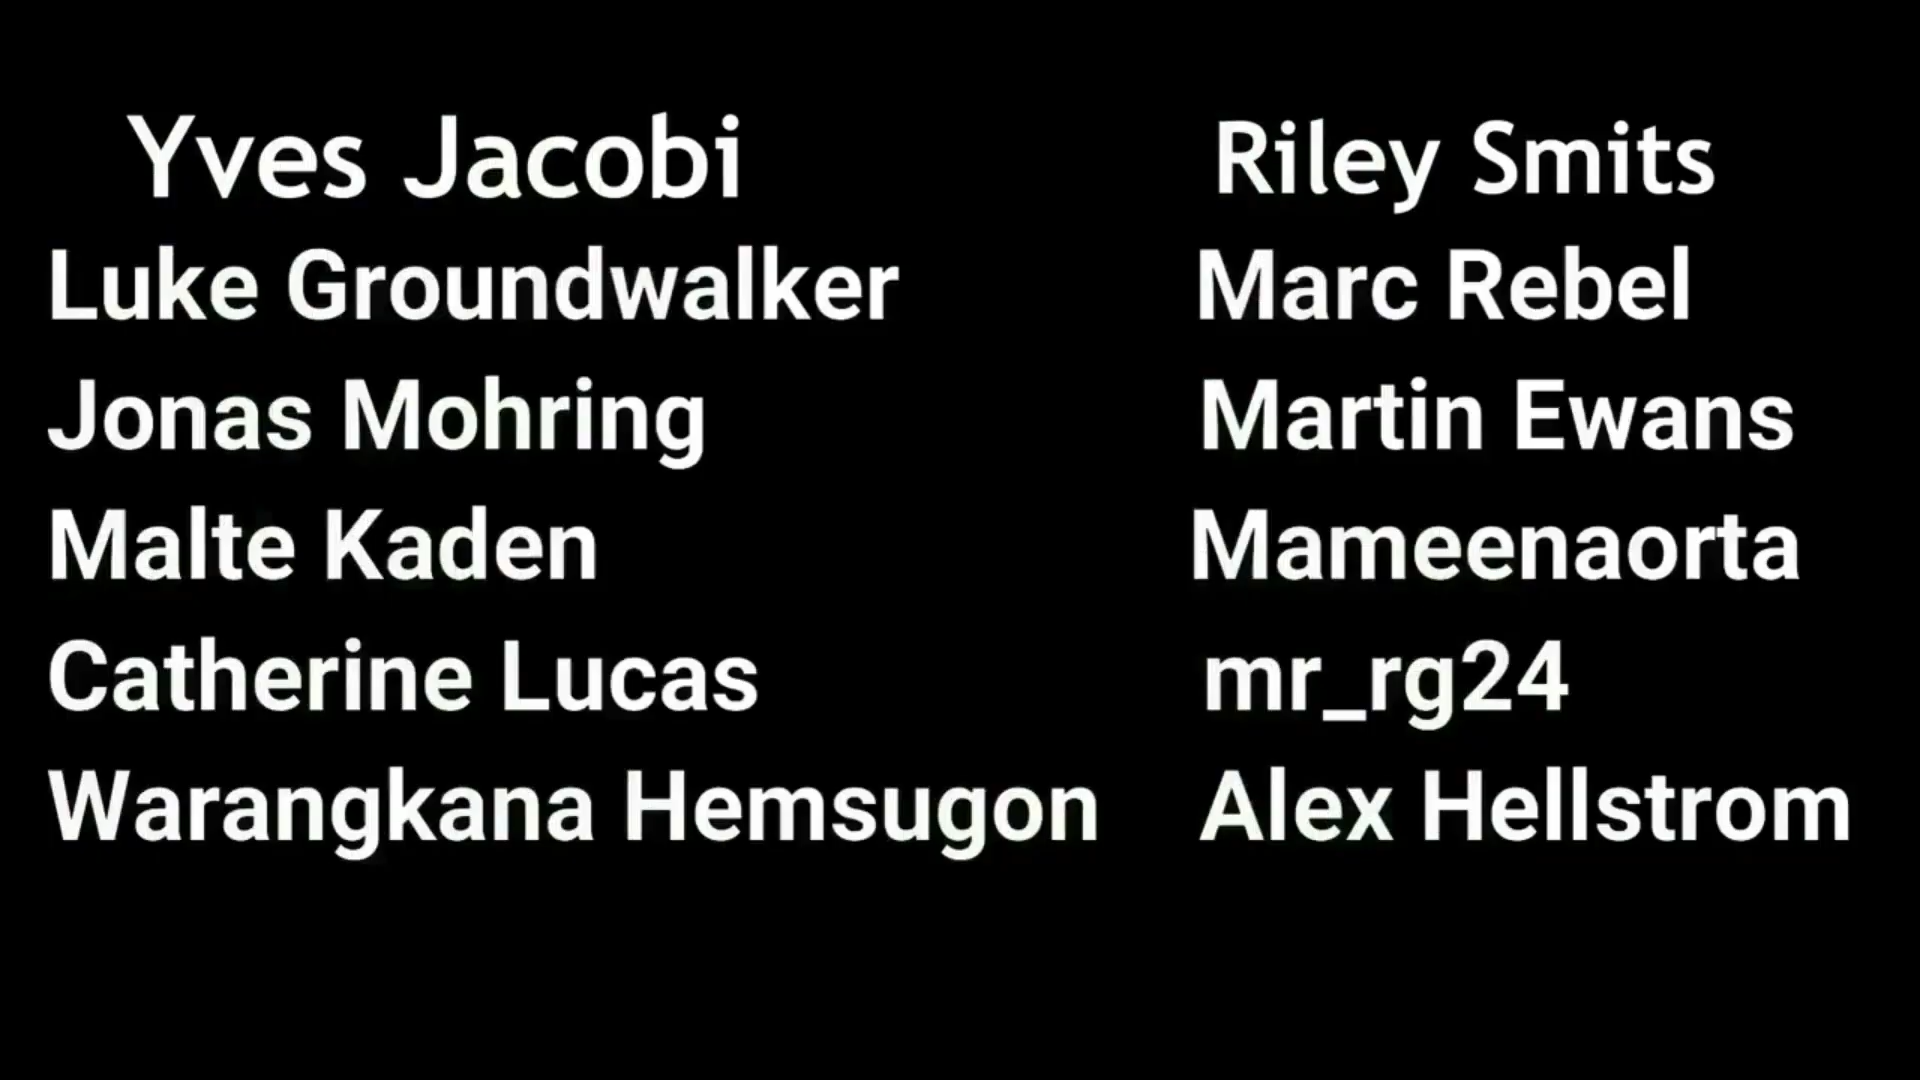 Yves Jacobi
Luke Groundwalker
Jonas Mohring
Malte Kaden
Catherine Lucas
Warangkana Hemsugon
Riley Smits
Marc Rebel
Martin Ewans
Mameenaorta
mr_rg24
Alex Hellstrom